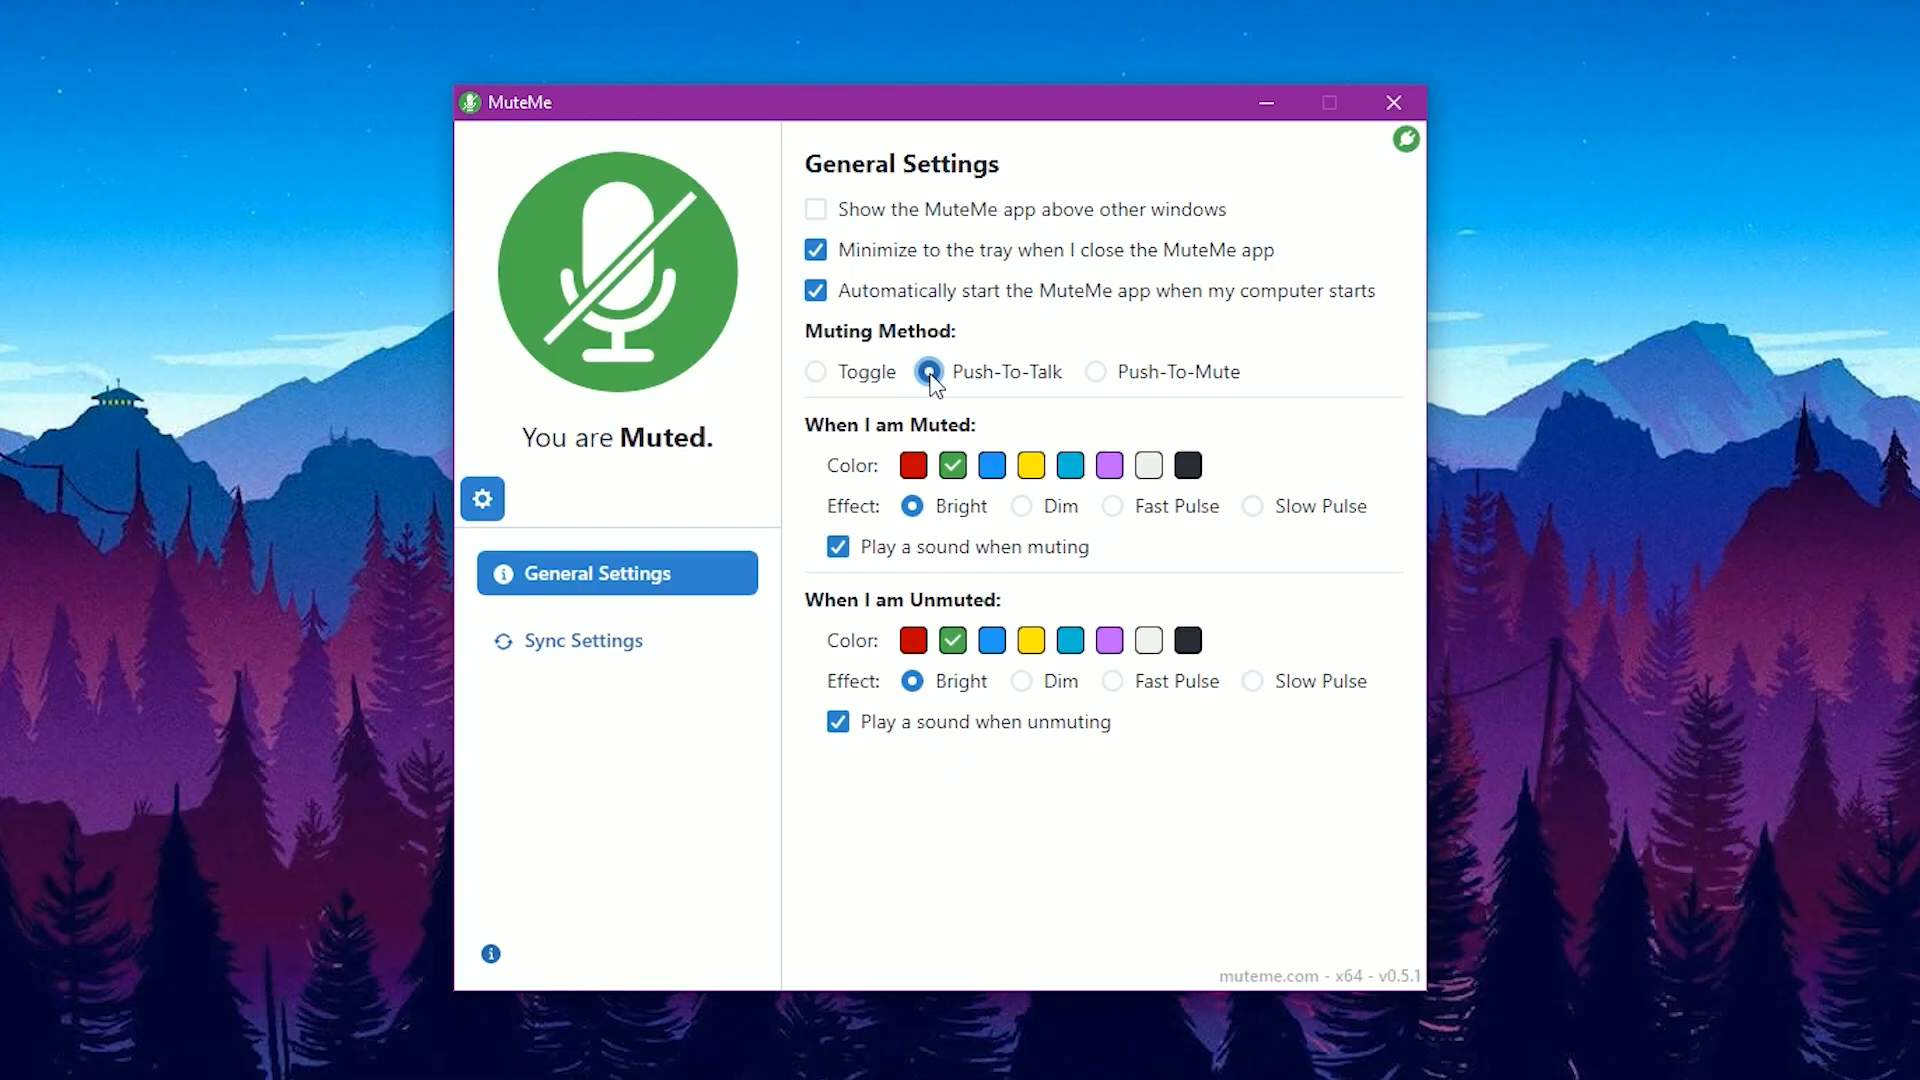 MuteMe
You are Muted.
General Settings
Sync Settings
General Settings
Show the MuteMe app above other windows
Minimize to the tray when I close the MuteMe app
Automatically start the MuteMe app when my computer starts
Muting Method:
Toggle Push-To-Talk Push-To-Mute
When I am Muted:
Color:
Effect: Bright Dim Fast Pulse Slow Pulse
Play a sound when muting
When I am Unmuted:
Color:
Effect: Bright Dim Fast Pulse Slow Pulse
Play a sound when unmuting
muteme.com - x64 - v0.5.1